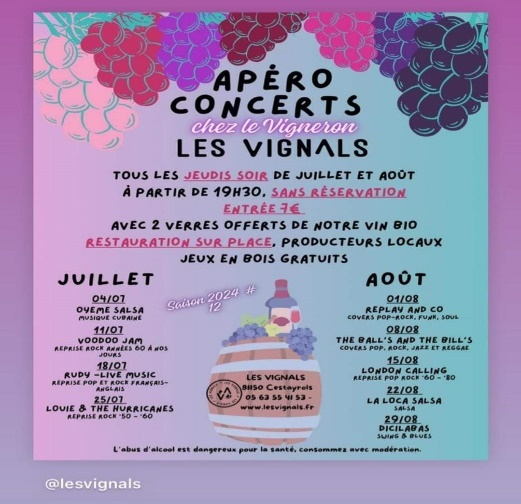 APÉRO
CONCERTS
chez le Vigneron
LES VIGNALS
TOUS LES JEUDIS SOIR DE JUILLET ET AOÛT
À PARTIR DE 19H30, SANS RÉSERVATION
ENTRÉE 7€
AVEC 2 VERRES OFFERTS DE NOTRE VIN BIO
RESTAURATION SUR PLACE, PRODUCTEURS LOCAUX
JEUX EN BOIS GRATUITS
JUILLET
04/07
OYEME SALSA
MUSIQUE CUBAINE
11/07
VOODOO JAM
REPRISE ROCK ANNÉES 60 À NOS
JOURS
18/07
RUDY -LIVE MUSIC
REPRISE POP ET ROCK FRANÇAIS-
ANGLAIS
25/07
LOUIE & THE HURRICANES
REPRISE ROCK '50 - '60
Saison 2024 #
12
LES VIGNALS
81150 Cestayrols
05 63 55 41 53 -
www.lesvignals.fr
AOÛT
01/08
REPLAY AND CO
COVERS POP-ROCK, FUNK, SOUL
08/08
THE BALL'S AND THE BILL'S
COVERS POP, ROCK, JAZZ ET REGGAE
15/08
LONDON CALLING
REPRISE POP ROCK '60 - '80
22/08
LA LOCA SALSA
SALSA
29/08
DICILABAS
SWING & BLUES
L'abus d'alcool est dangereux pour la santé, consommez avec modération.
@lesvignals